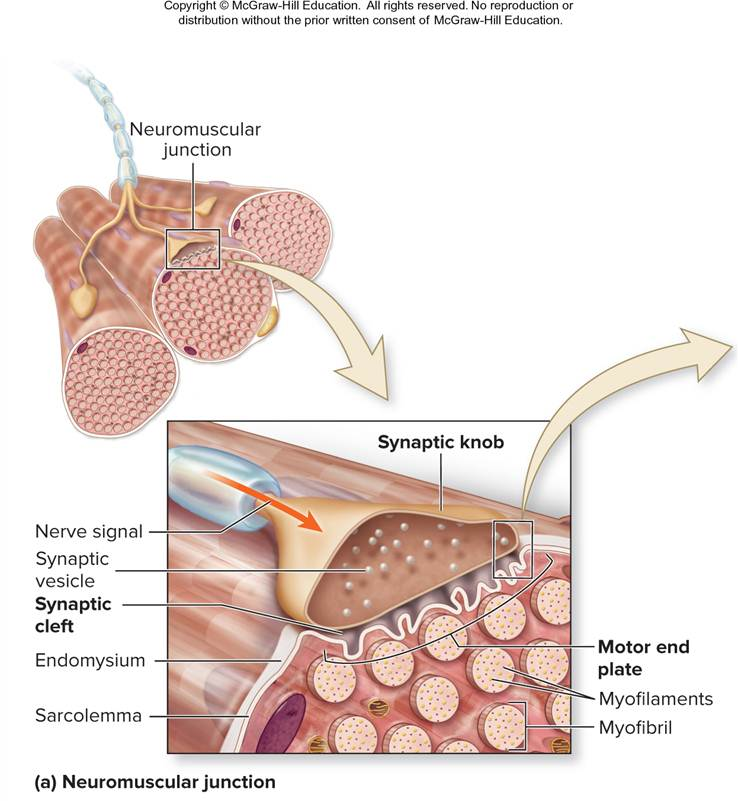 Copyright © McGraw-Hill Education. All rights reserved. No reproduction or
distribution without the prior written consent of McGraw-Hill Education.
Neuromuscular
junction
Synaptic knob
Nerve signal
Synaptic
vesicle
Synaptic
cleft
Endomysium
Sarcolemma
Motor end
plate
Myofilaments
Myofibril
(a) Neuromuscular junction